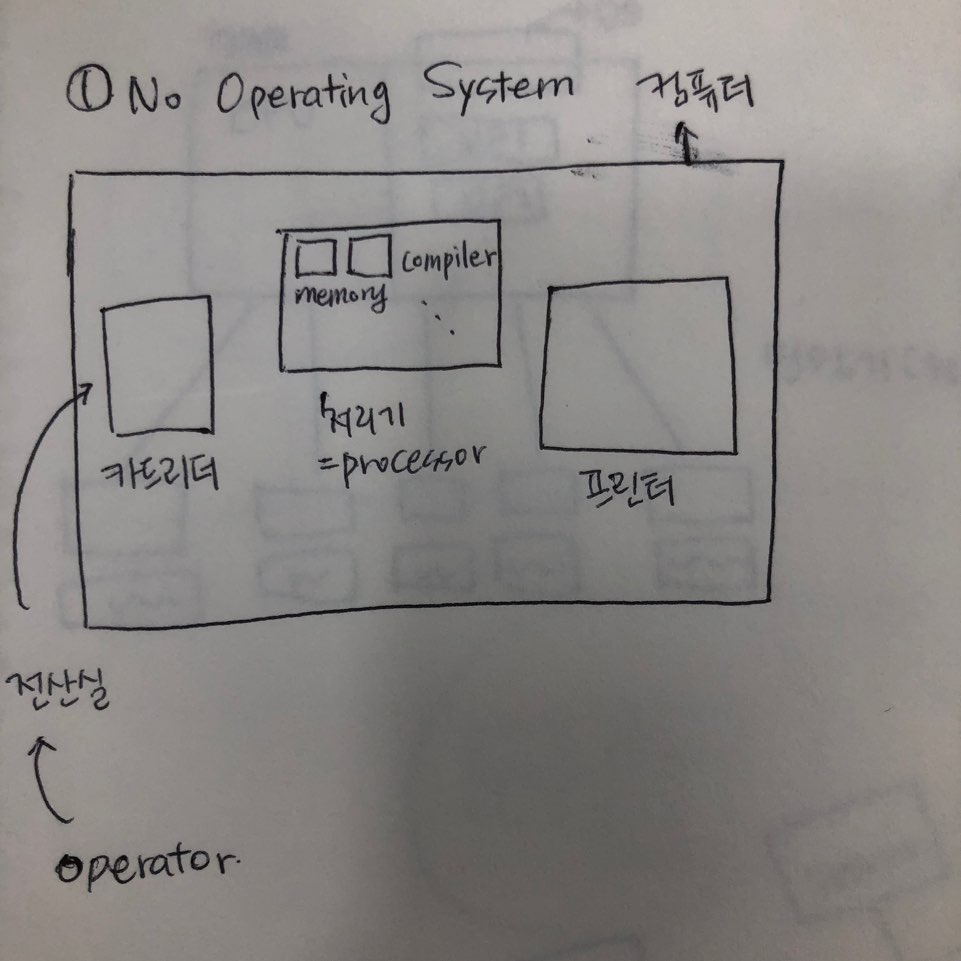 ① No Operating System 컴퓨터
compiler
memory
처리기
=processor
카드리더
프린터
전산실
operator.